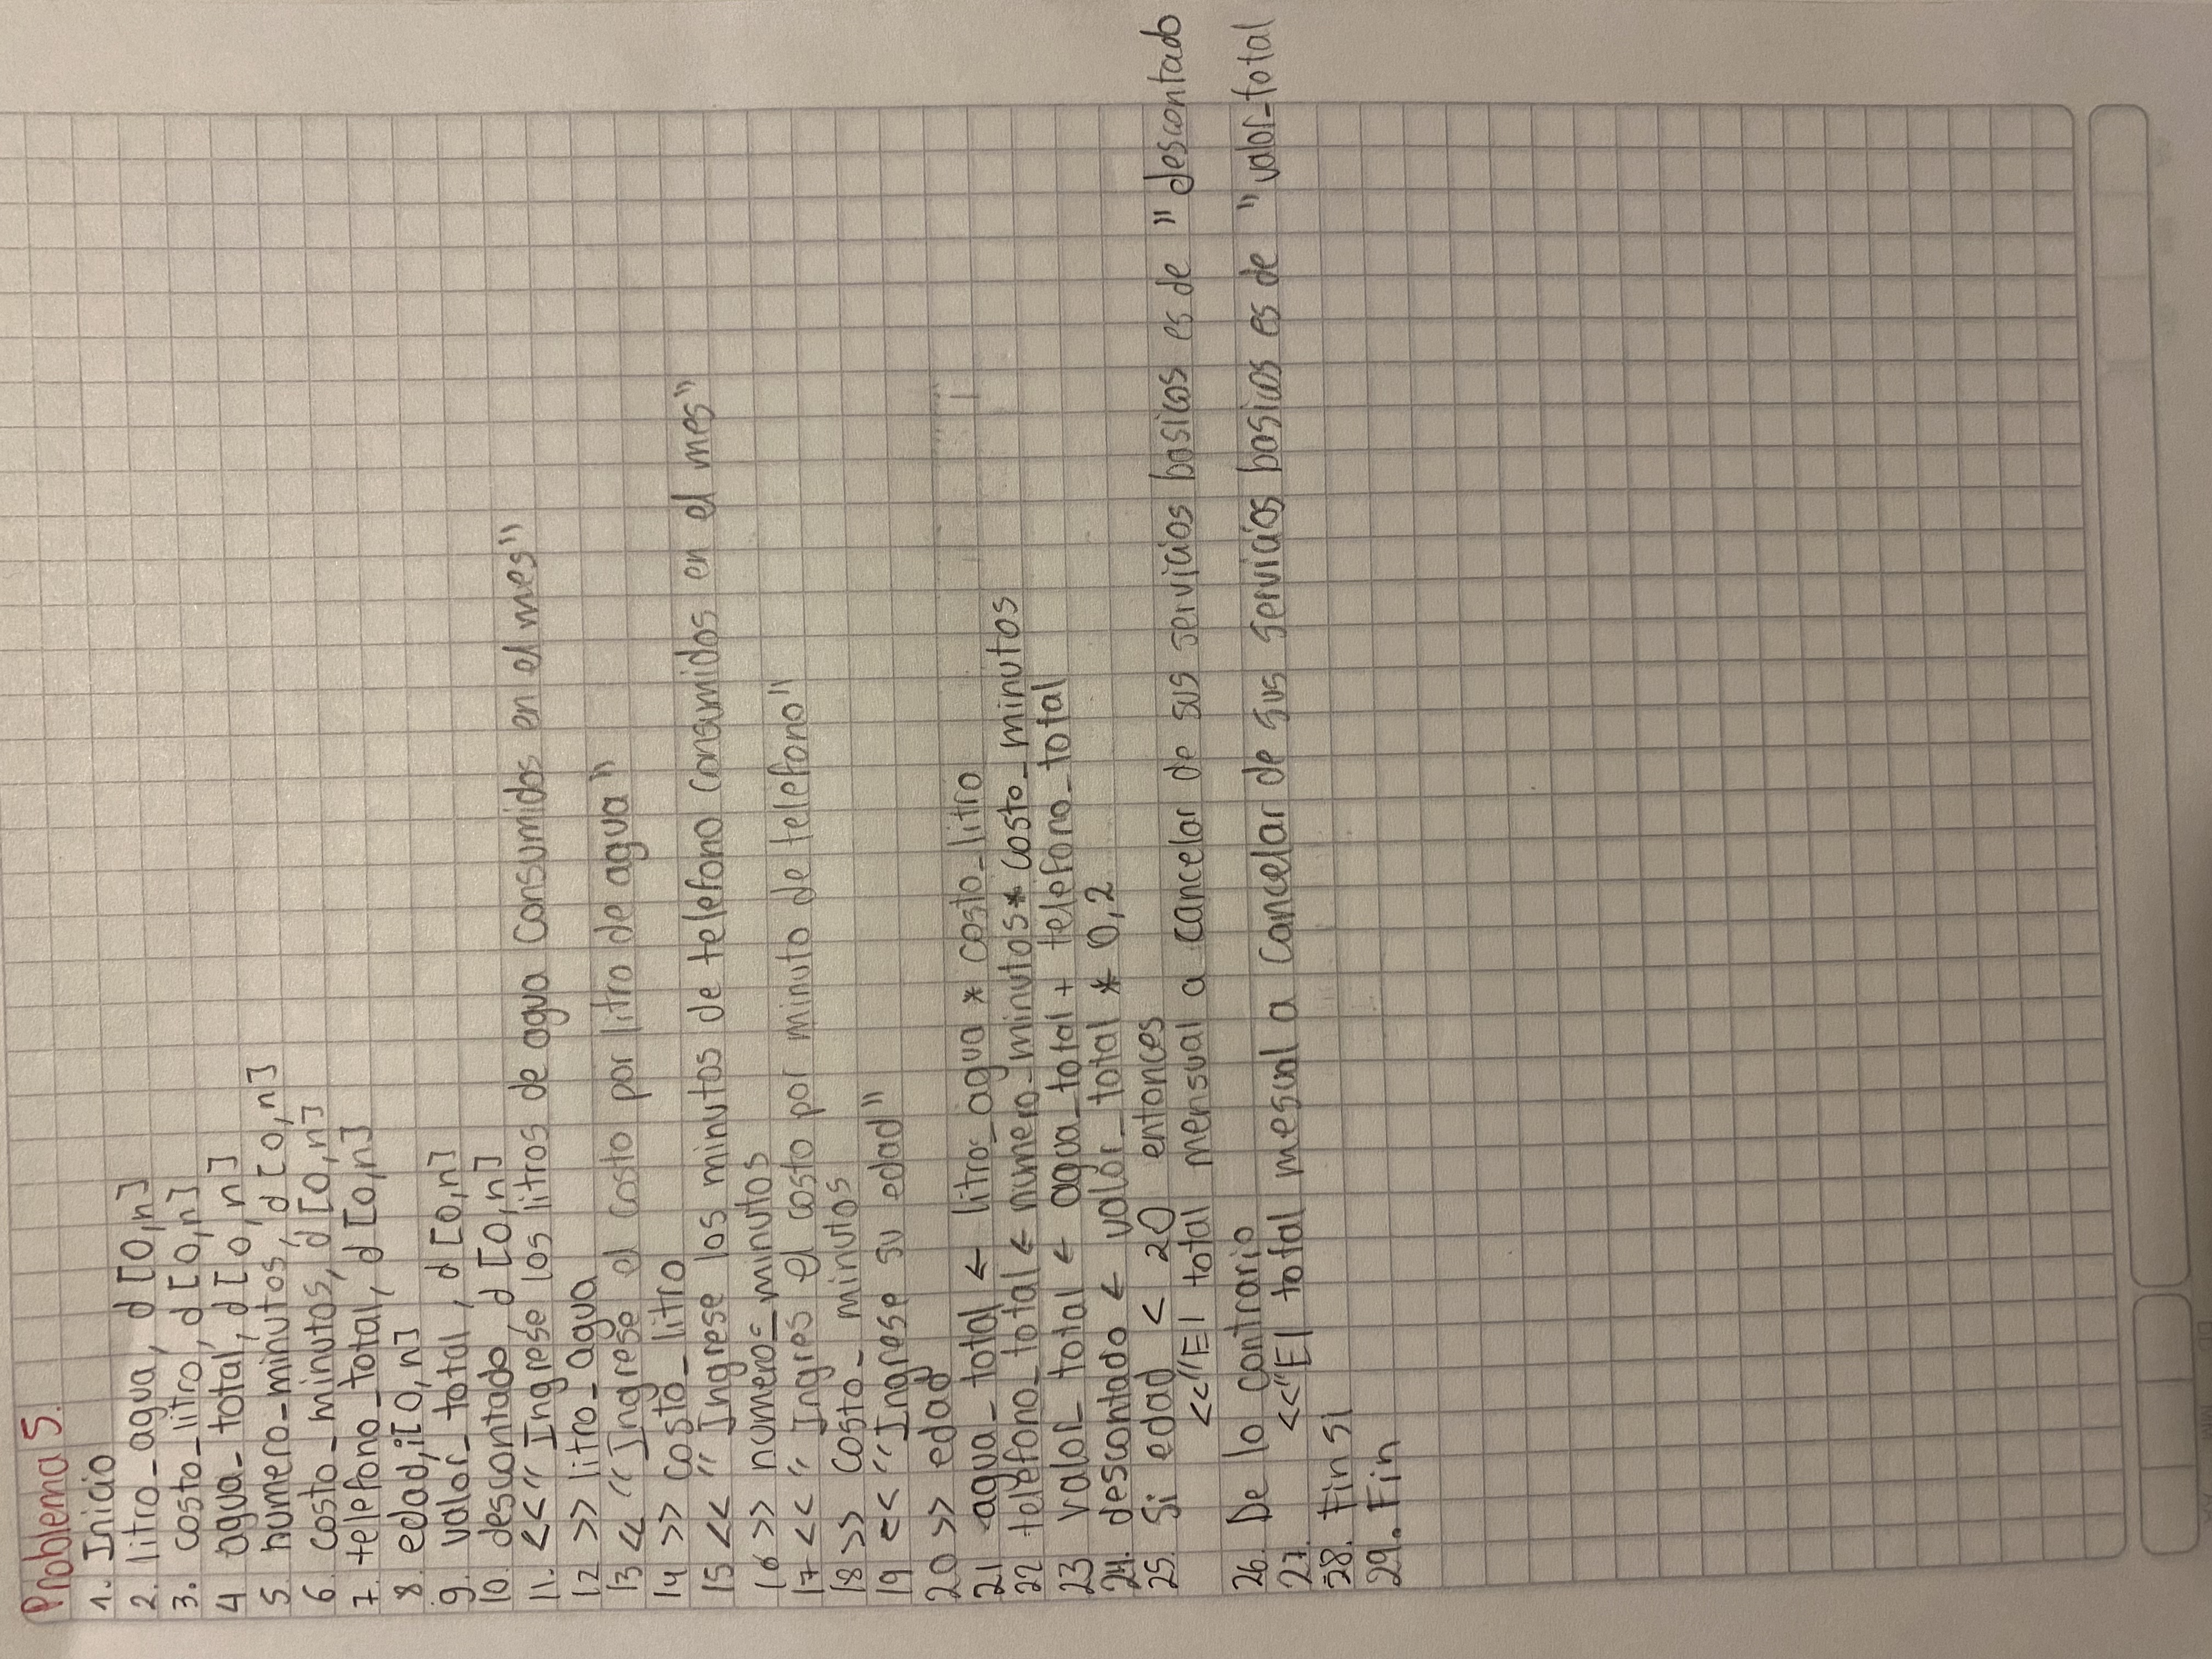 Problema 5.
1. Inicio
2. litro_agua, d [0,n]
3. costo_litro, d [0,n]
4 agua_total, d [0,n]
5 numero_minutos, d [0,n]
6. costo_minutos, d [0,n]
7. telefono_total, d [0,n]
8. edad, i [0,n]
9. valor_total, d [0,n]
10. descontado, d [0,n]
11. <<" Ingrese los litros de agua consumidos en el mes"
12 >> litro_agua
13 << "Ingrese el costo por litro de agua"
14 >> costo_litro
15 << " Ingrese los minutos de telefono consumidos en el mes"
16 >> numero_minutos
17 << " Ingres el costo por minuto de telefono"
18 >> costo_minutos
19 << "Ingrese su edad"
20 >> edad
21 agua_total ← litro_agua * costo_litro
22 telefono_total ← numero_minutos * costo_minutos
23 valor_total ← agua_total + telefono_total
24. descontado ← valor_total * 0,2
25. Si edad < 20 entonces
<<"El total mensual a cancelar de sus servicios basicos es de " descontado
26. De lo contrario
27. <<"El total mesual a cancelar de sus servicios basicos es de " valor_total
28. Fin si
29. Fin